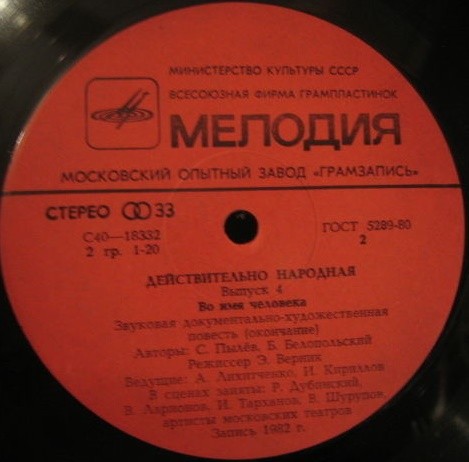 МИНИСТЕРСТВО КУЛЬТУРЫ СССР
ВСЕСОЮЗНАЯ ФИРМА ГРАМПЛАСТИНОК
МЕЛОДИЯ
МОСКОВСКИЙ ОПЫТНЫЙ ЗАВОД «ГРАМЗАПИСЬ»
СТЕРЕО 33
ГОСТ 5289-80
С40—18332
2
2 гр. 1-20
ДЕЙСТВИТЕЛЬНО НАРОДНАЯ
Выпуск 4
Во имя человека
Звуковая документально-художественная
повесть (окончание)
Авторы: С. Пылёв, Б. Белопольский
Режиссер Э. Верник
Ведущие: А. Лихитченко, И. Кириллов
В сценах заняты: Р. Дубинский,
В. Ларионов, И. Тарханов, В. Шурупов,
артисты московских театров
Запись 1982 г.